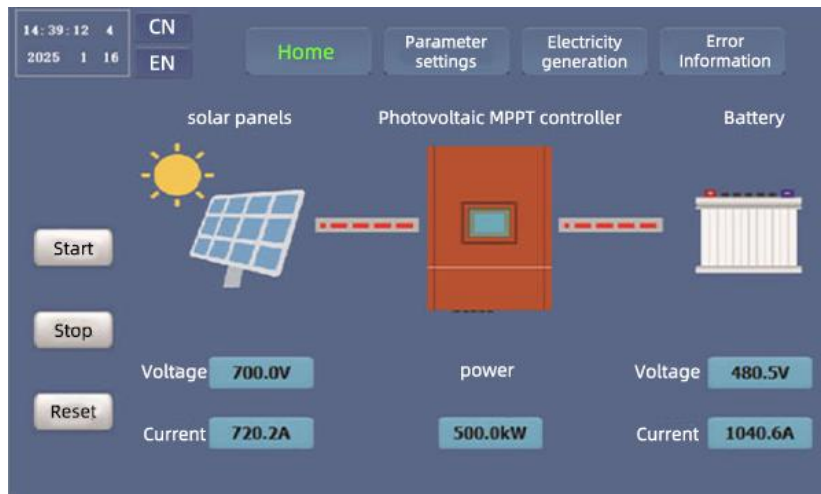 14:39:12 4
2025 1 16
CN
EN
Home
Parameter
settings
Electricity
generation
Error
Information
solar panels
Photovoltaic MPPT controller
Battery
Start
Stop
Reset
Voltage 700.0V
power
Voltage 480.5V
Current 720.2A
500.0kW
Current 1040.6A